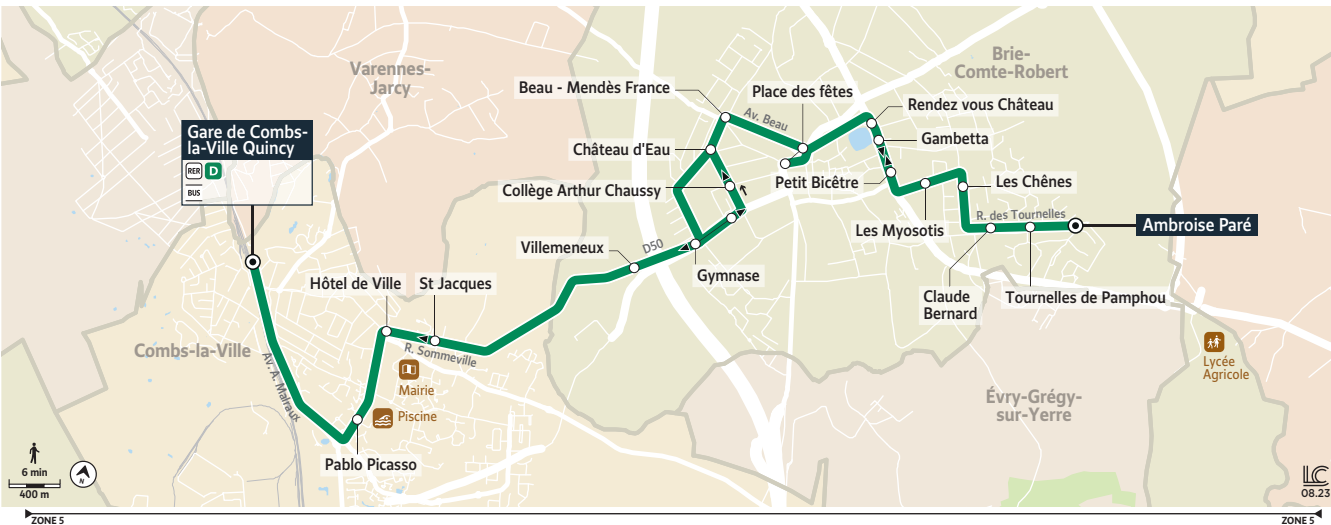 Varennes-
Jarcy
Brie-
Comte-Robert
Beau - Mendès France
Place des fêtes
Rendez vous Château
Av. Beau
Gare de Combs-
la-Ville Quincy
RER D
BUS
Château d'Eau
Gambetta
Collège Arthur Chaussy
Petit Bicêtre
Les Chênes
R. des Tournelles
Ambroise Paré
Les Myosotis
Villemeneux
D50
Gymnase
Hôtel de Ville
St Jacques
Claude
Bernard
Tournelles de Pamphou
Combs-la-Ville
Av. A. Malraux
R. Sommeville
Mairie
Piscine
Lycée
Agricole
Évry-Grégy-
sur-Yerre
Pablo Picasso
6 min
400 m
N
LC
08.23
ZONE 5
ZONE 5